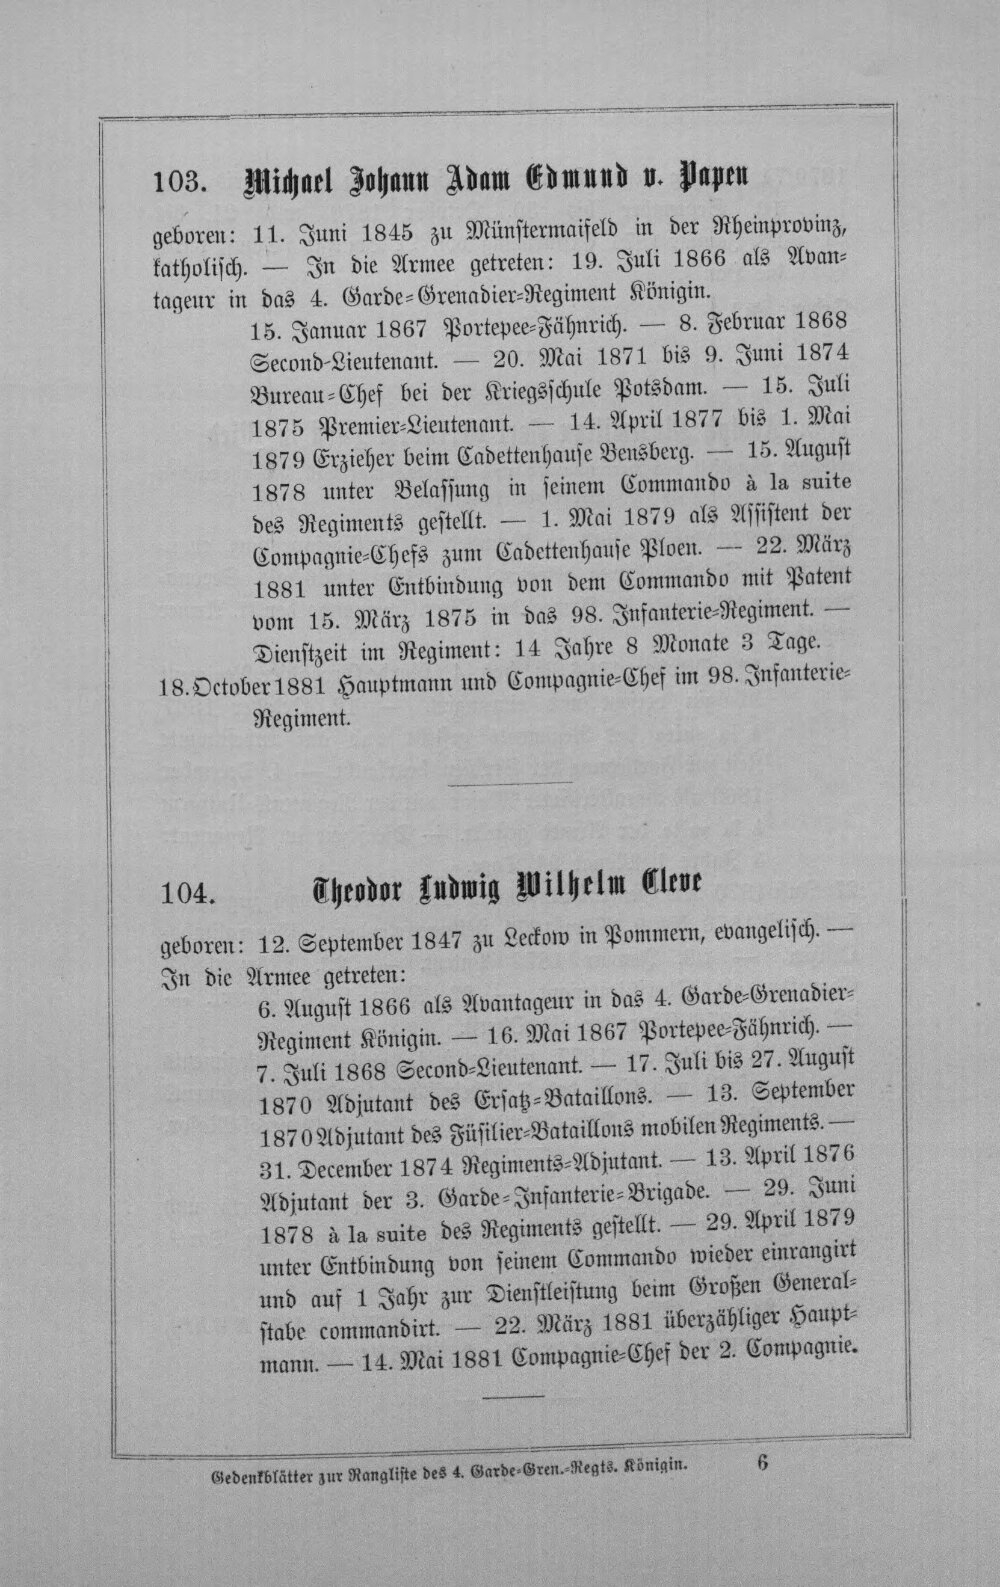 103. Michael Johann Adam Edmund v. Papen
geboren: 11. Juni 1845 zu Münstermaifeld in der Rheinprovinz,
katholisch. — In die Armee getreten: 19. Juli 1866 als Avan-
tageur in das 4. Garde-Grenadier-Regiment Königin.
15. Januar 1867 Portepee-Fähnrich. — 8. Februar 1868
Second-Lieutenant. — 20. Mai 1871 bis 9. Juni 1874
Bureau-Chef bei der Kriegsschule Potsdam. — 15. Juli
1875 Premier-Lieutenant. — 14. April 1877 bis 1. Mai
1879 Erzieher beim Cadettenhause Bensberg. — 15. August
1878 unter Belassung in seinem Commando à la suite
des Regiments gestellt. — 1. Mai 1879 als Assistent der
Compagnie-Chefs zum Cadettenhause Ploen. — 22. März
1881 unter Entbindung von dem Commando mit Patent
vom 15. März 1875 in das 98. Infanterie-Regiment. —
Dienstzeit im Regiment: 14 Jahre 8 Monate 3 Tage.
18. October 1881 Hauptmann und Compagnie-Chef im 98. Infanterie-
Regiment.
104. Theodor Ludwig Wilhelm Cleve
geboren: 12. September 1847 zu Leckow in Pommern, evangelisch. —
In die Armee getreten:
6. August 1866 als Avantageur in das 4. Garde-Grenadier-
Regiment Königin. — 16. Mai 1867 Portepee-Fähnrich. —
7. Juli 1868 Second-Lieutenant. — 17. Juli bis 27. August
1870 Adjutant des Ersatz-Bataillons. — 13. September
1870 Adjutant des Füsilier-Bataillons mobilen Regiments. —
31. December 1874 Regiments-Adjutant. — 13. April 1876
Adjutant der 3. Garde-Infanterie-Brigade. — 29. Juni
1878 à la suite des Regiments gestellt. — 29. April 1879
unter Entbindung von seinem Commando wieder einrangirt
und auf 1 Jahr zur Dienstleistung beim Großen General-
stabe commandirt. — 22. März 1881 überzähliger Haupt-
mann. — 14. Mai 1881 Compagnie-Chef der 2. Compagnie.
Gedenkblätter zur Rangliste des 4. Garde-Gren.-Regts. Königin. 6